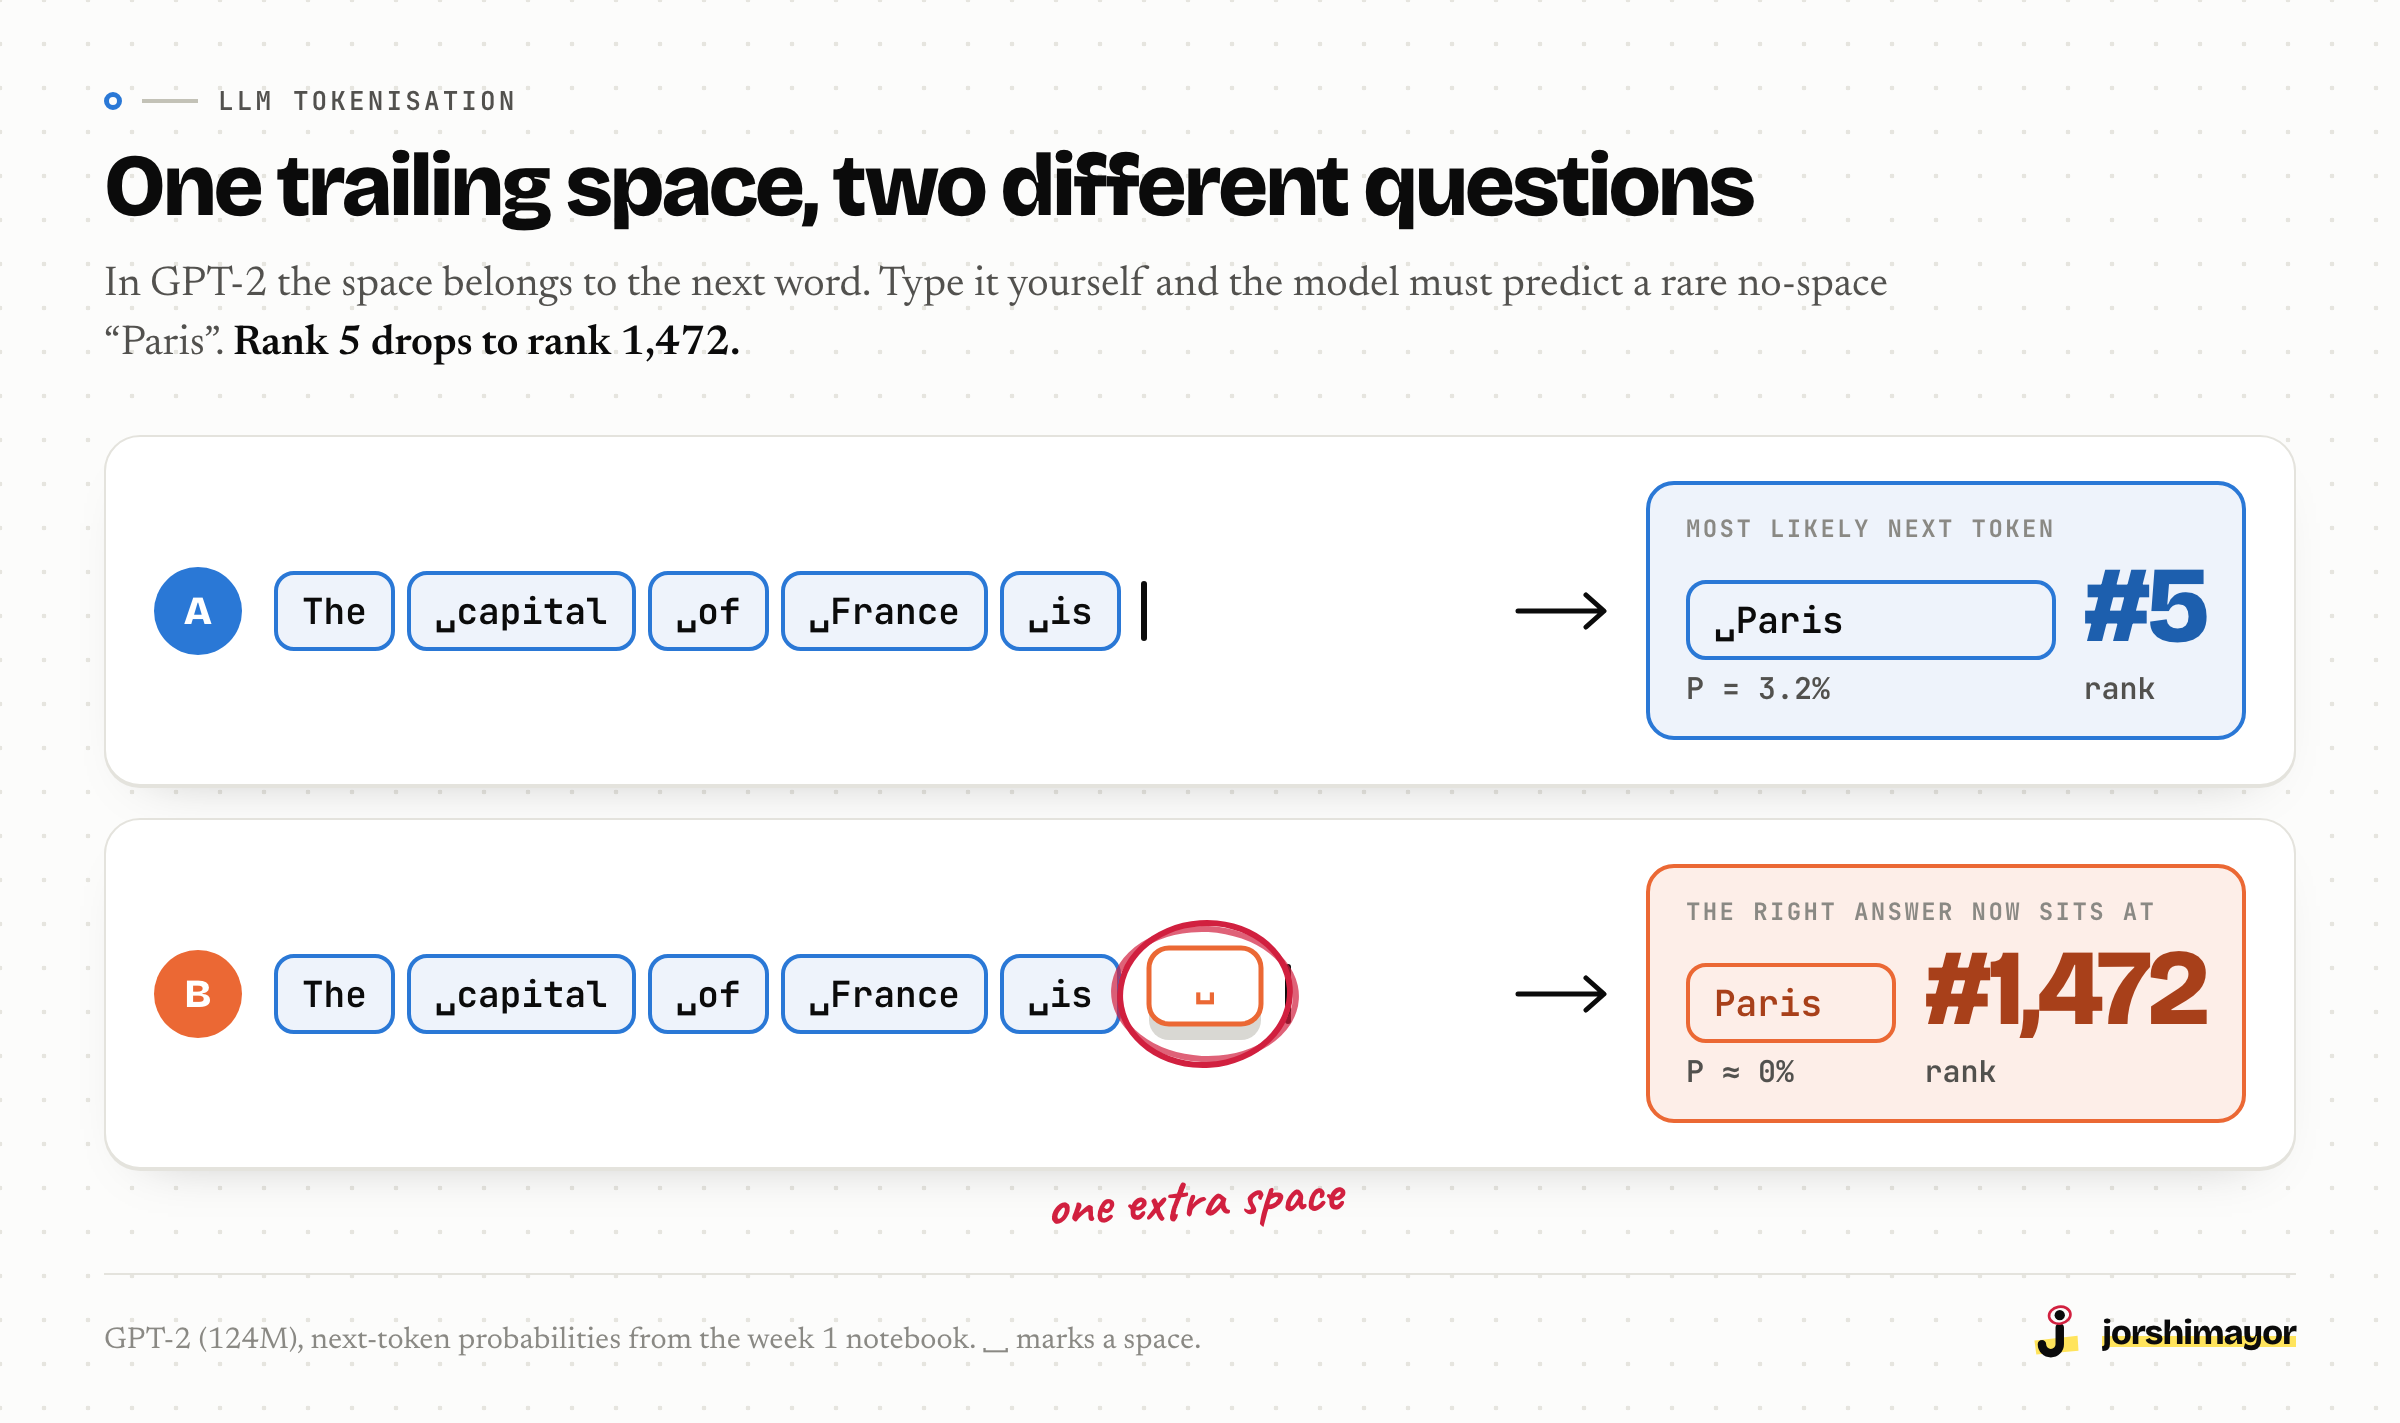 LLM TOKENISATION
One trailing space, two different questions
In GPT-2 the space belongs to the next word. Type it yourself and the model must predict a rare no-space
“Paris”. Rank 5 drops to rank 1,472.
A The ␣capital ␣of ␣France ␣is
MOST LIKELY NEXT TOKEN
␣Paris #5
P = 3.2% rank
B The ␣capital ␣of ␣France ␣is ␣
THE RIGHT ANSWER NOW SITS AT
Paris #1,472
P ≈ 0% rank
one extra space
GPT-2 (124M), next-token probabilities from the week 1 notebook. ␣ marks a space.
jorshimayor